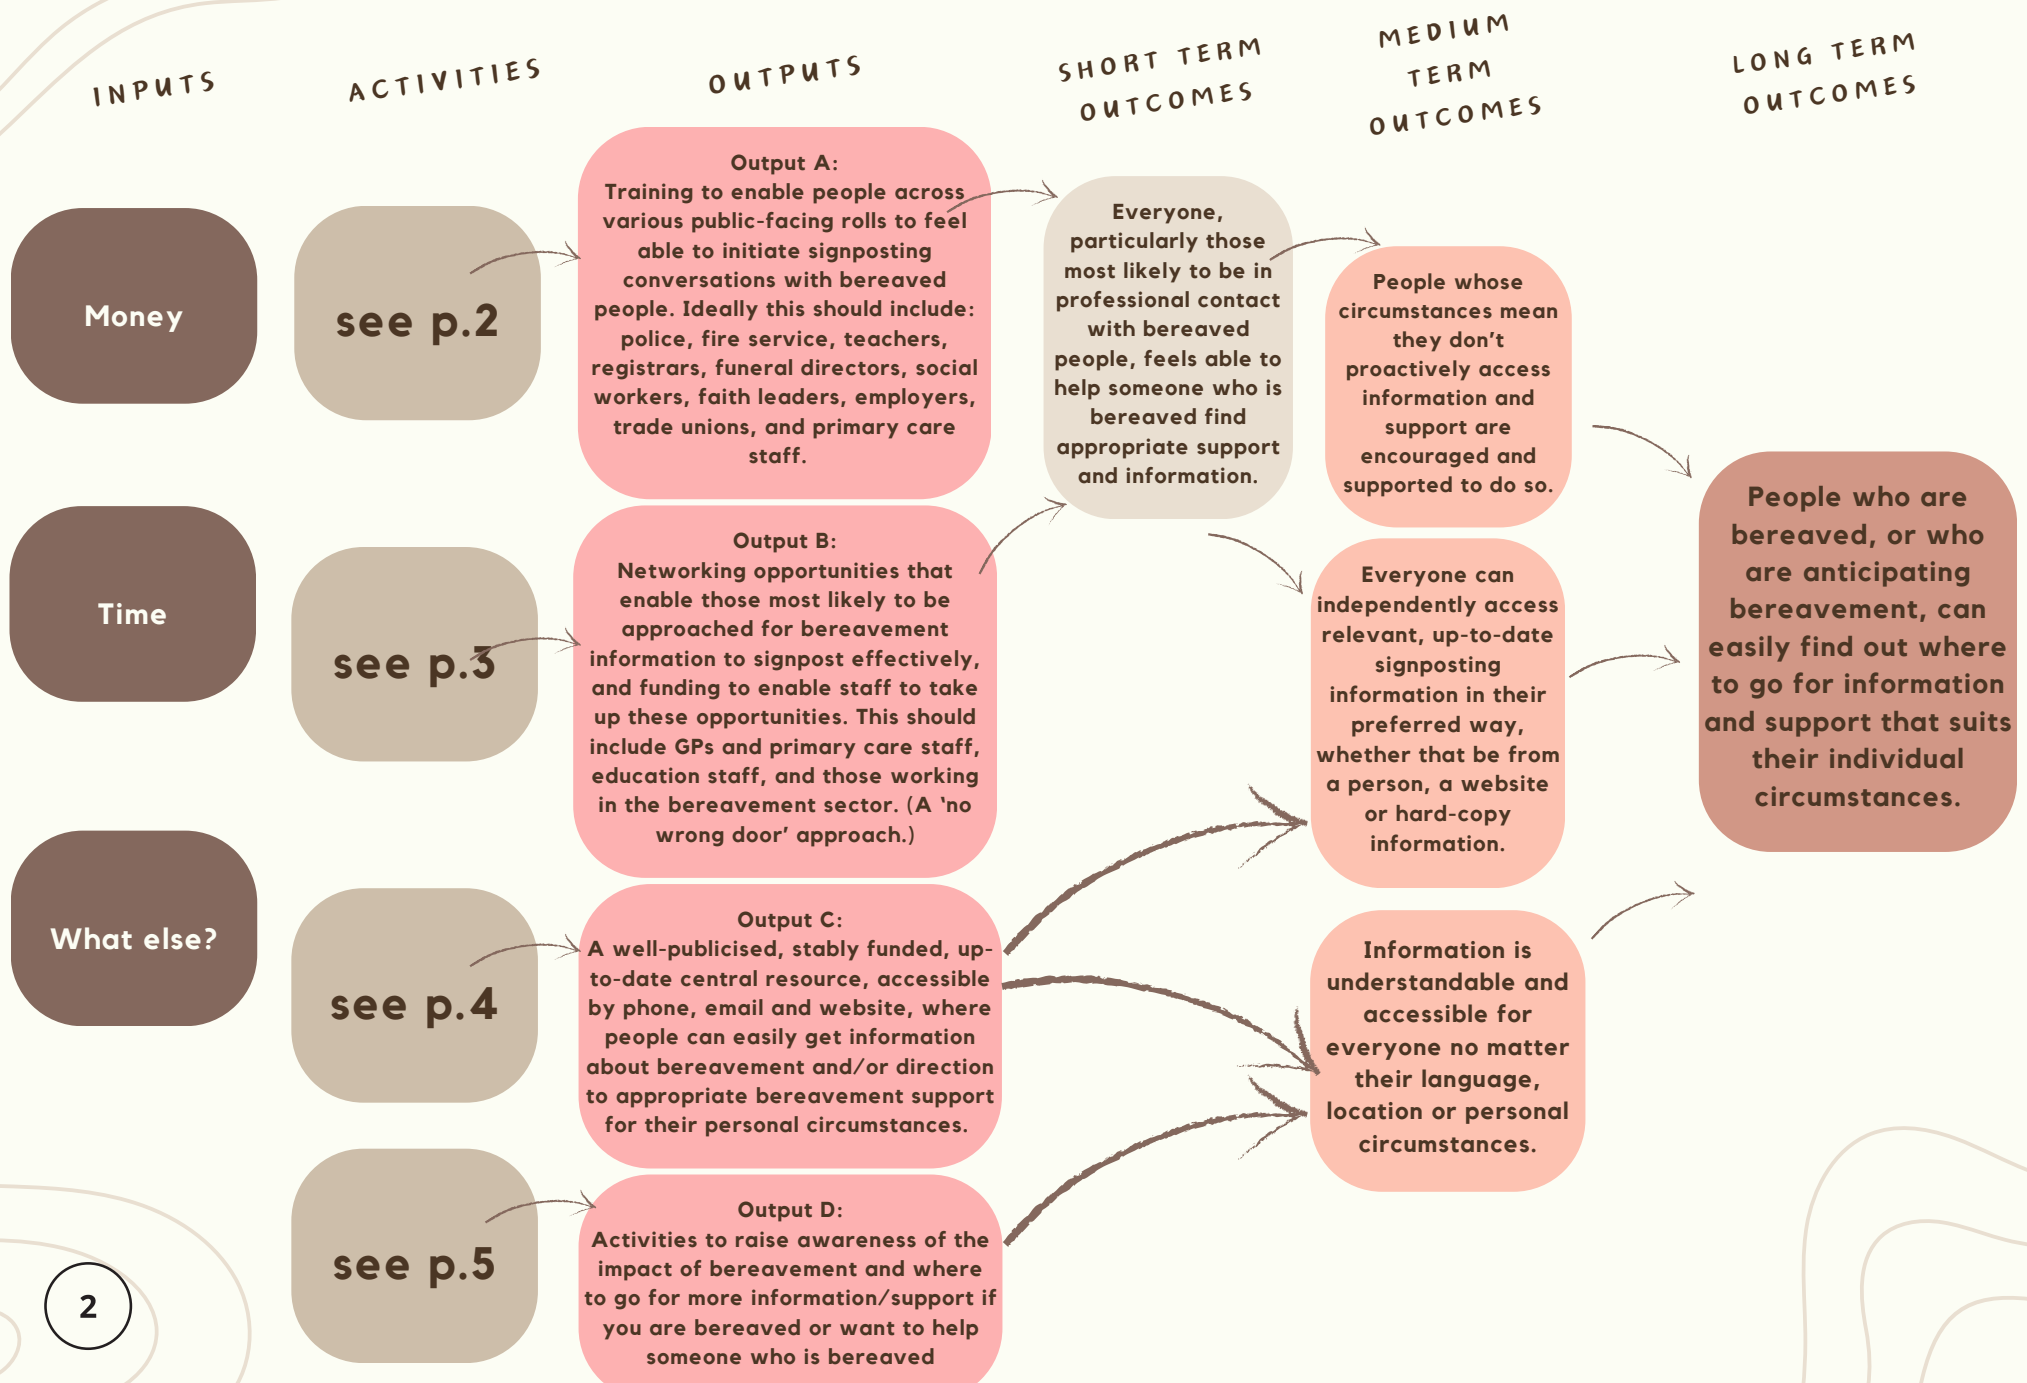 INPUTS
ACTIVITIES
OUTPUTS
SHORT TERM
OUTCOMES
MEDIUM
TERM
OUTCOMES
LONG TERM
OUTCOMES
Money
Time
What else?
see p.2
see p.3
see p.4
see p.5
Output A:
Training to enable people across
various public-facing rolls to feel
able to initiate signposting
conversations with bereaved
people. Ideally this should include:
police, fire service, teachers,
registrars, funeral directors, social
workers, faith leaders, employers,
trade unions, and primary care
staff.
Output B:
Networking opportunities that
enable those most likely to be
approached for bereavement
information to signpost effectively,
and funding to enable staff to take
up these opportunities. This should
include GPs and primary care staff,
education staff, and those working
in the bereavement sector. (A ‘no
wrong door’ approach.)
Output C:
A well-publicised, stably funded, up-
to-date central resource, accessible
by phone, email and website, where
people can easily get information
about bereavement and/or direction
to appropriate bereavement support
for their personal circumstances.
Output D:
Activities to raise awareness of the
impact of bereavement and where
to go for more information/support if
you are bereaved or want to help
someone who is bereaved
Everyone,
particularly those
most likely to be in
professional contact
with bereaved
people, feels able to
help someone who is
bereaved find
appropriate support
and information.
People whose
circumstances mean
they don’t
proactively access
information and
support are
encouraged and
supported to do so.
Everyone can
independently access
relevant, up-to-date
signposting
information in their
preferred way,
whether that be from
a person, a website
or hard-copy
information.
Information is
understandable and
accessible for
everyone no matter
their language,
location or personal
circumstances.
People who are
bereaved, or who
are anticipating
bereavement, can
easily find out where
to go for information
and support that suits
their individual
circumstances.
2